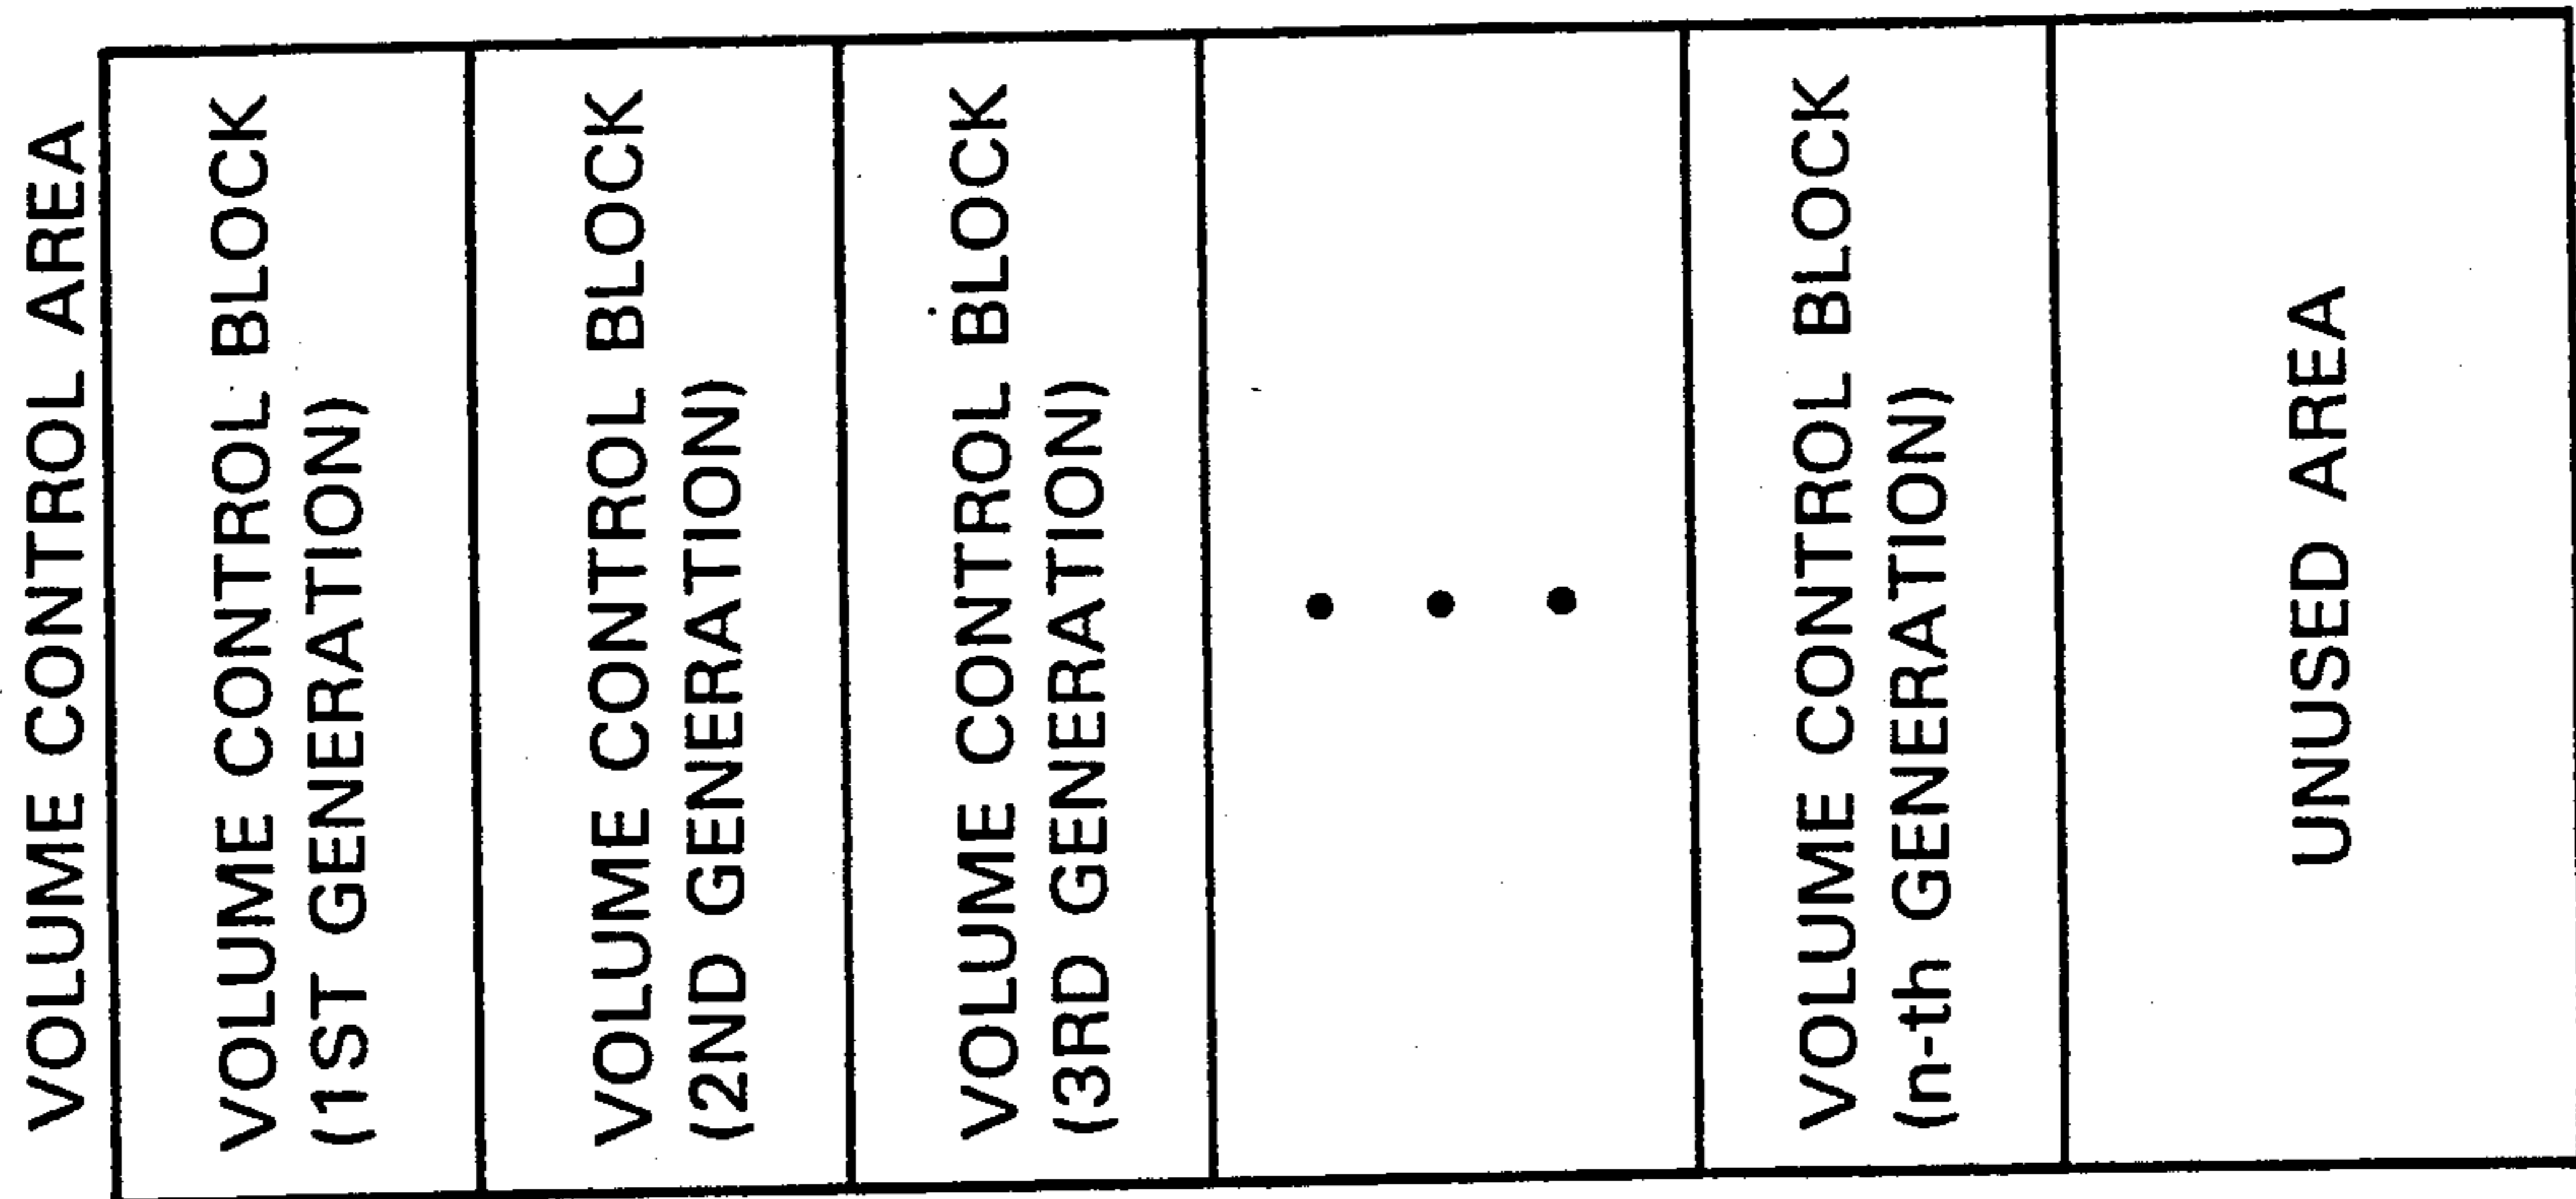 VOLUME CONTROL AREA
VOLUME CONTROL BLOCK
(1ST GENERATION)
VOLUME CONTROL BLOCK
(2ND GENERATION)
VOLUME CONTROL BLOCK
(3RD GENERATION)
• • •
VOLUME CONTROL BLOCK
(n-th GENERATION)
UNUSED AREA